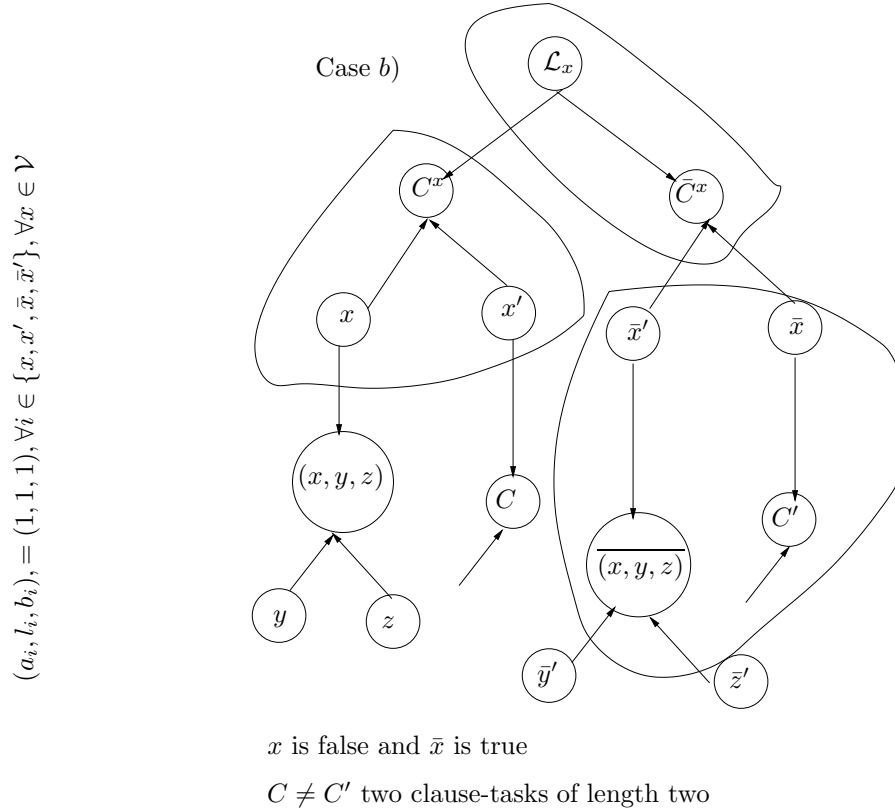 Case b)
ℒ_x
C^x
C̄^x
x
x′
x̄′
x̄
(x, y, z)
C
C′
\overline{(x, y, z)}
y
z
ȳ′
z̄′
(a_i, l_i, b_i), = (1, 1, 1), ∀i ∈ {x, x′, x̄, x̄′}, ∀x ∈ 𝒱
x is false and x̄ is true
C ≠ C′ two clause-tasks of length two